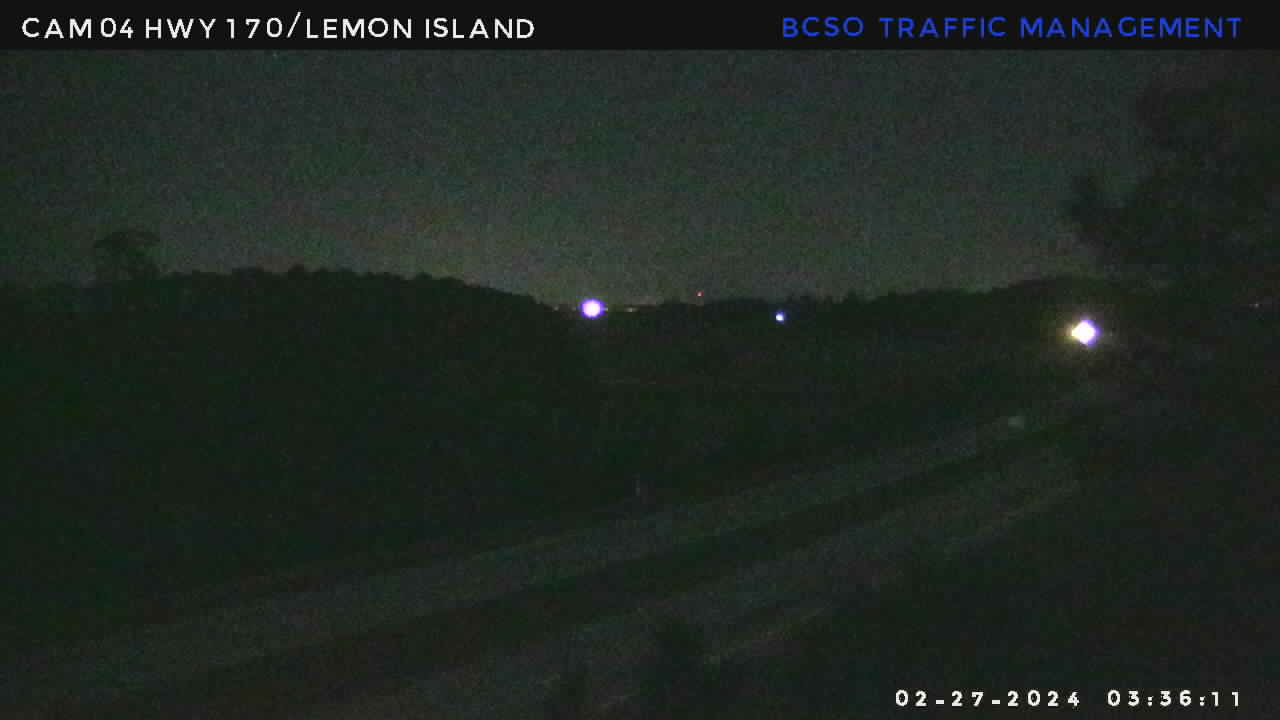 CAM04 HWY 170/LEMON ISLAND
BCSO TRAFFIC MANAGEMENT
02-27-2024 03:36:11